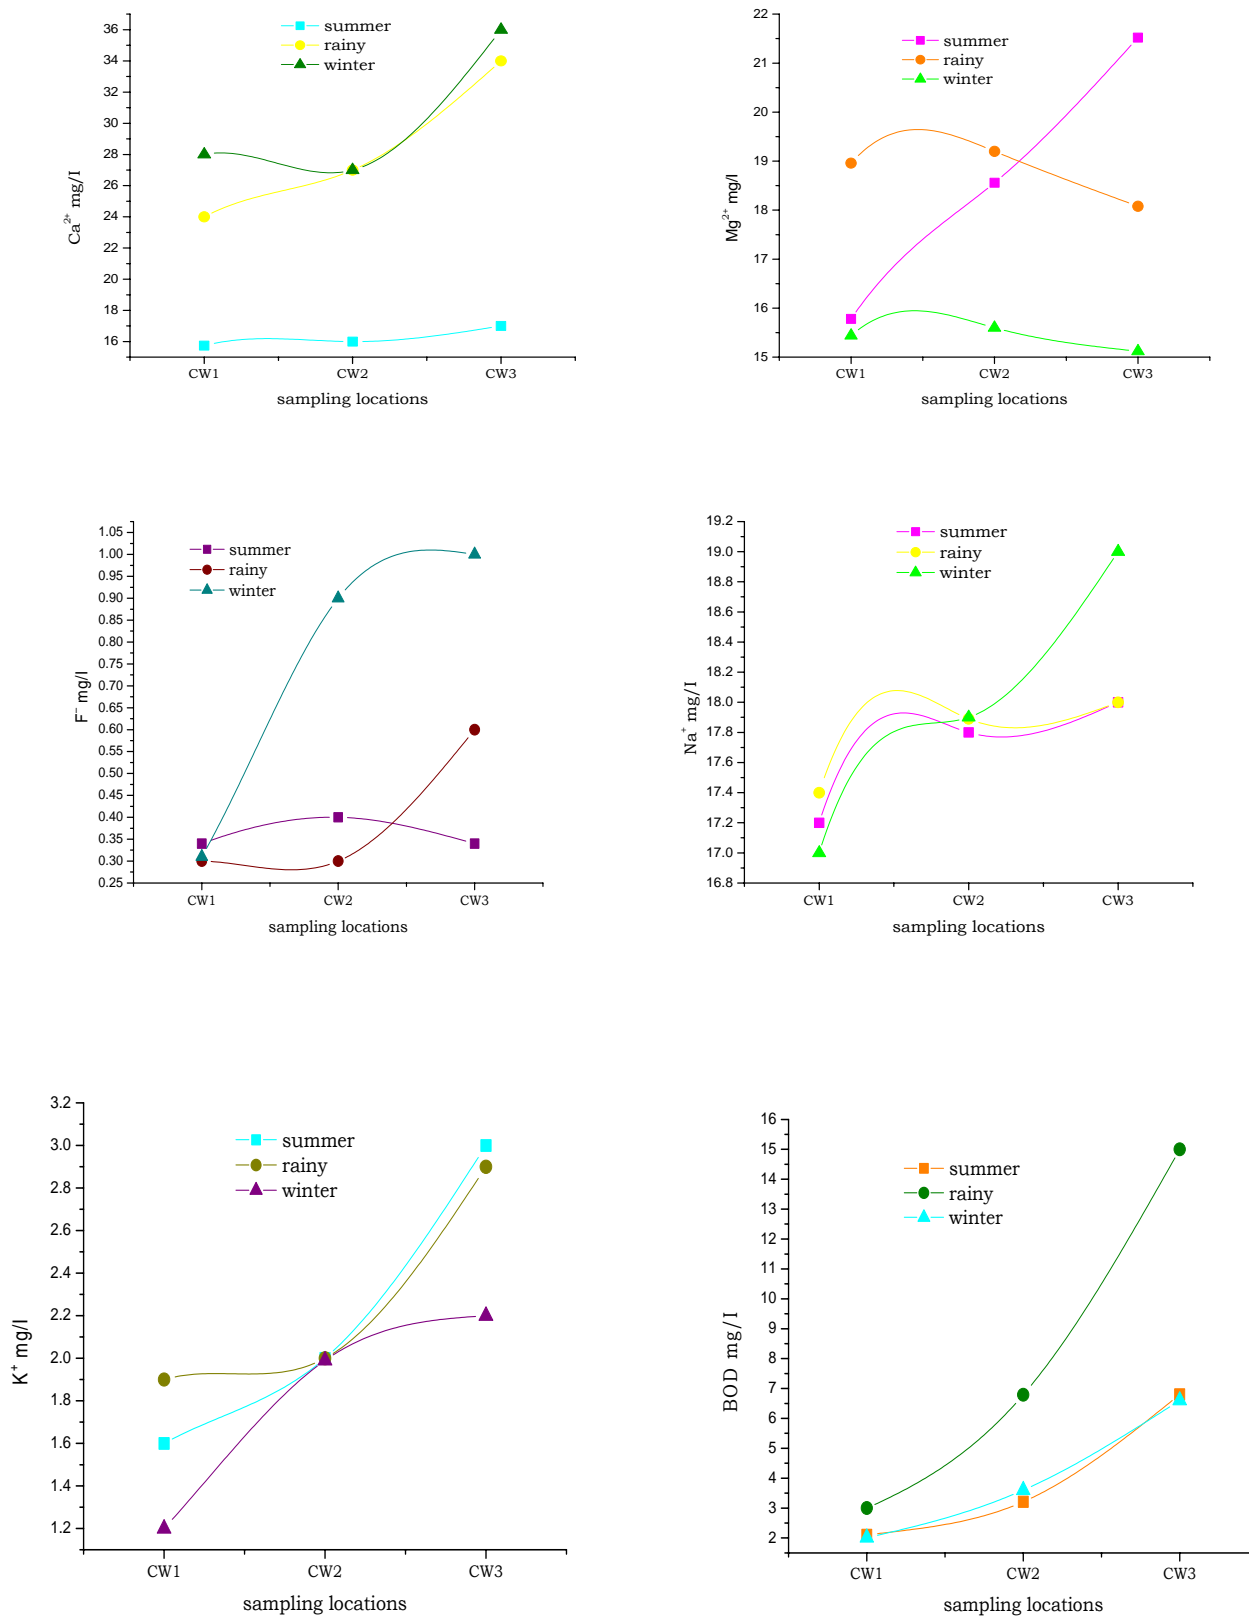 36
34
32
30
28
26
24
22
20
18
16
Ca²⁺ mg/I
summer
rainy
winter
CW1 CW2 CW3
sampling locations
22
21
20
19
18
17
16
15
Mg²⁺ mg/l
summer
rainy
winter
CW1 CW2 CW3
sampling locations
1.05
1.00
0.95
0.90
0.85
0.80
0.75
0.70
0.65
0.60
0.55
0.50
0.45
0.40
0.35
0.30
0.25
F⁻ mg/l
summer
rainy
winter
CW1 CW2 CW3
sampling locations
19.2
19.0
18.8
18.6
18.4
18.2
18.0
17.8
17.6
17.4
17.2
17.0
16.8
Na⁺ mg/I
summer
rainy
winter
CW1 CW2 CW3
sampling locations
3.2
3.0
2.8
2.6
2.4
2.2
2.0
1.8
1.6
1.4
1.2
K⁺ mg/l
summer
rainy
winter
CW1 CW2 CW3
sampling locations
16
15
14
13
12
11
10
9
8
7
6
5
4
3
2
BOD mg/I
summer
rainy
winter
CW1 CW2 CW3
sampling locations